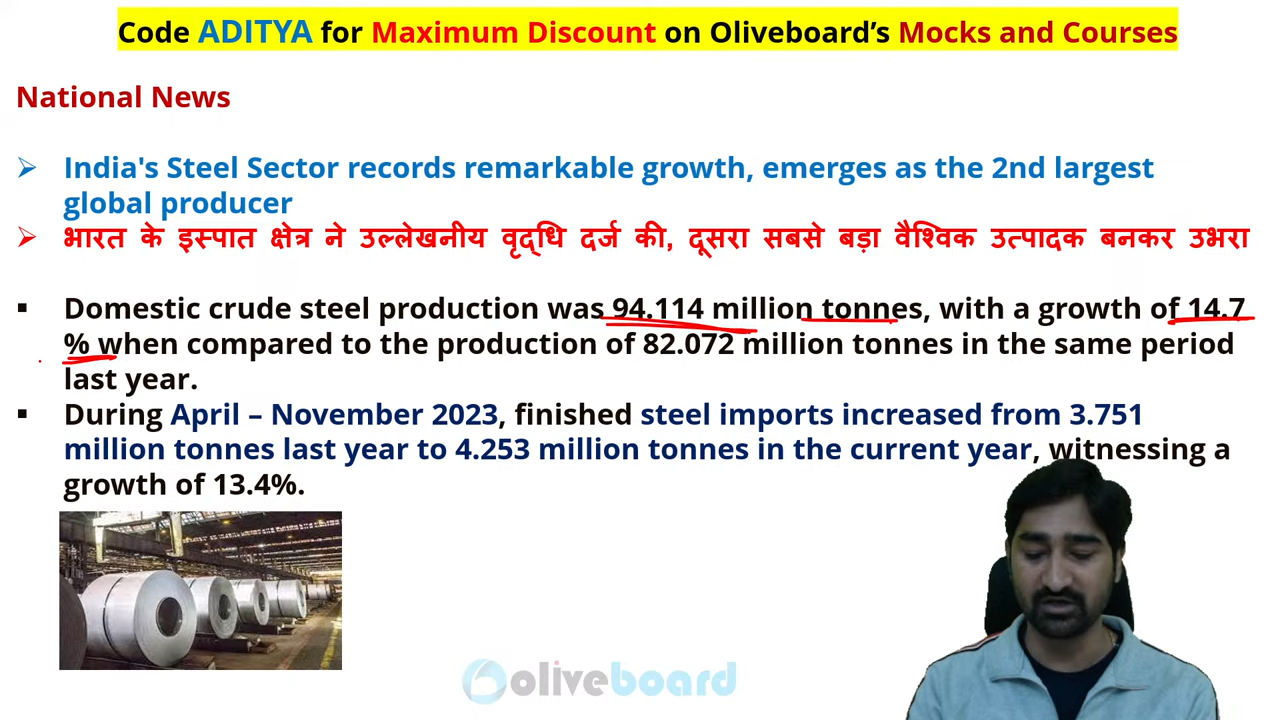 Code ADITYA for Maximum Discount on Oliveboard’s Mocks and Courses
National News
India's Steel Sector records remarkable growth, emerges as the 2nd largest
global producer
भारत के इस्पात क्षेत्र ने उल्लेखनीय वृद्धि दर्ज की, दूसरा सबसे बड़ा वैश्विक उत्पादक बनकर उभरा
Domestic crude steel production was 94.114 million tonnes, with a growth of 14.7
% when compared to the production of 82.072 million tonnes in the same period
last year.
During April – November 2023, finished steel imports increased from 3.751
million tonnes last year to 4.253 million tonnes in the current year, witnessing a
growth of 13.4%.
oliveboard